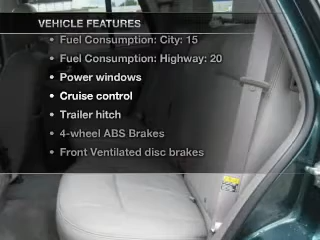 VEHICLE FEATURES
• Fuel Consumption: City: 15
• Fuel Consumption: Highway: 20
• Power windows
• Cruise control
• Trailer hitch
• 4-wheel ABS Brakes
• Front Ventilated disc brakes